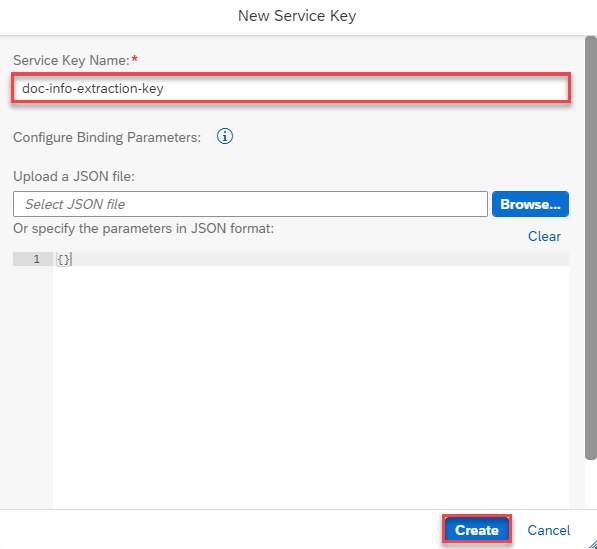 New Service Key
Service Key Name:*
doc-info-extraction-key
Configure Binding Parameters: i
Upload a JSON file:
Select JSON file Browse...
Or specify the parameters in JSON format:
Clear
1 {}
Create Cancel